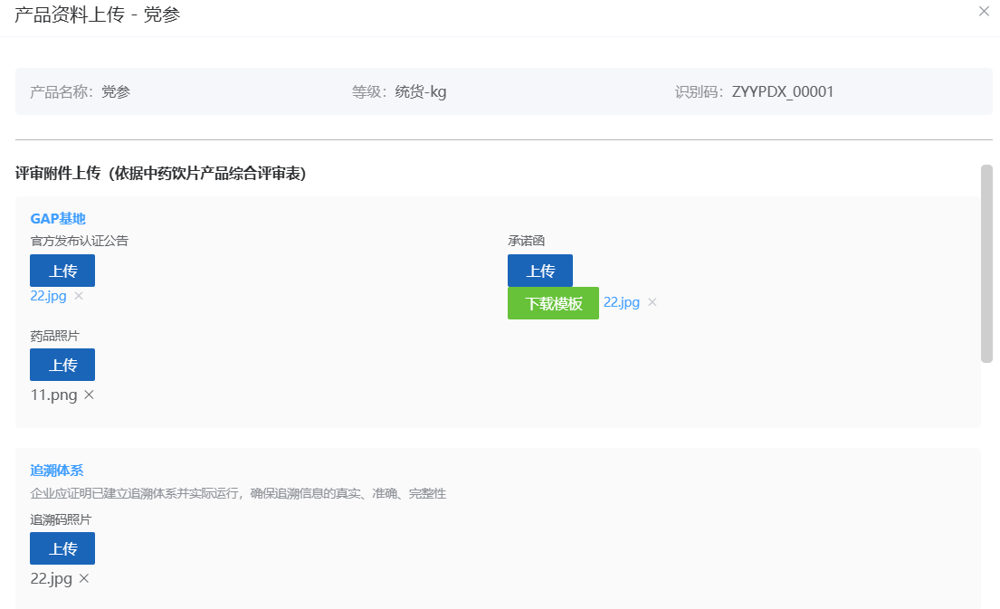 产品资料上传 - 党参
产品名称: 党参 等级: 统货-kg 识别码: ZYYPDX_00001
评审附件上传（依据中药饮片产品综合评审表）
GAP基地
官方发布认证公告
上传
22.jpg
承诺函
上传
下载模板 22.jpg
药品照片
上传
11.png
追溯体系
企业应证明已建立追溯体系并实际运行，确保追溯信息的真实、准确、完整性
追溯码照片
上传
22.jpg